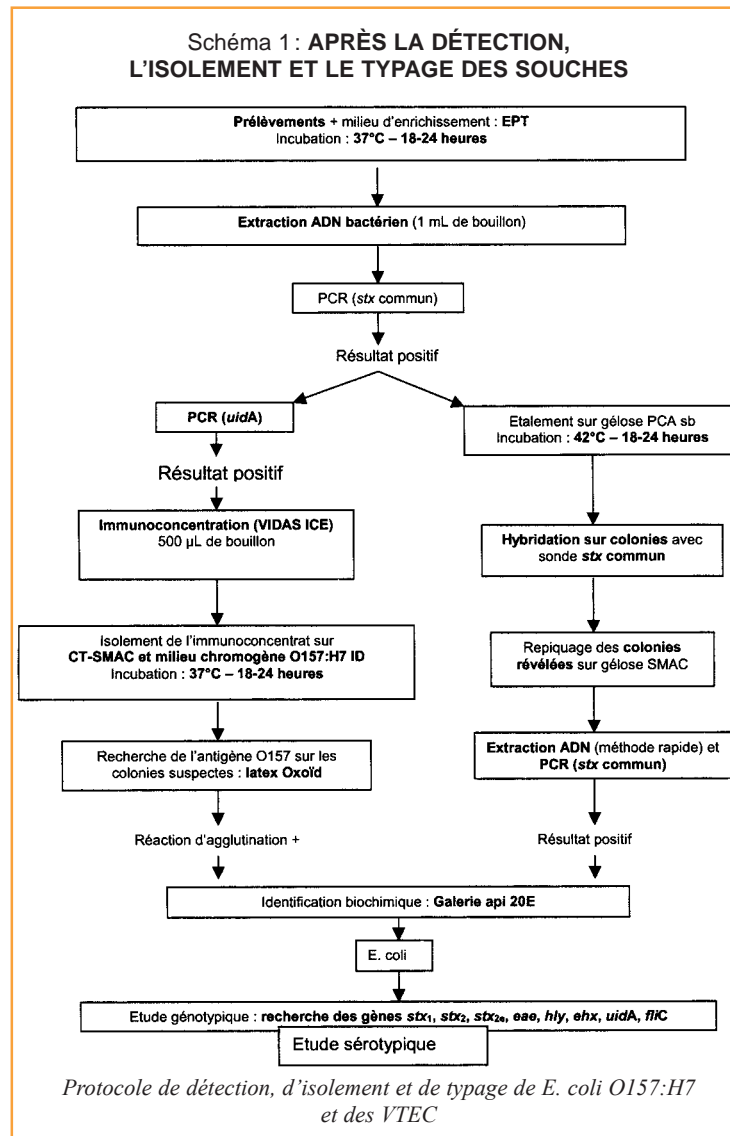 Schéma 1 : APRÈS LA DÉTECTION,
L'ISOLEMENT ET LE TYPAGE DES SOUCHES
Prélèvements + milieu d'enrichissement : EPT
Incubation : 37°C – 18-24 heures
Extraction ADN bactérien (1 mL de bouillon)
PCR (stx commun)
Résultat positif
PCR (uidA)
Résultat positif
Immunoconcentration (VIDAS ICE)
500 µL de bouillon
Isolement de l'immunoconcentrat sur
CT-SMAC et milieu chromogène O157:H7 ID
Incubation : 37°C – 18-24 heures
Recherche de l'antigène O157 sur les
colonies suspectes : latex Oxoïd
Réaction d'agglutination +
Etalement sur gélose PCA sb
Incubation : 42°C – 18-24 heures
Hybridation sur colonies avec
sonde stx commun
Repiquage des colonies
révélées sur gélose SMAC
Extraction ADN (méthode rapide) et
PCR (stx commun)
Résultat positif
Identification biochimique : Galerie api 20E
E. coli
Etude génotypique : recherche des gènes stx1, stx2, stx2e, eae, hly, ehx, uidA, fliC
Etude sérotypique
Protocole de détection, d'isolement et de typage de E. coli O157:H7
et des VTEC